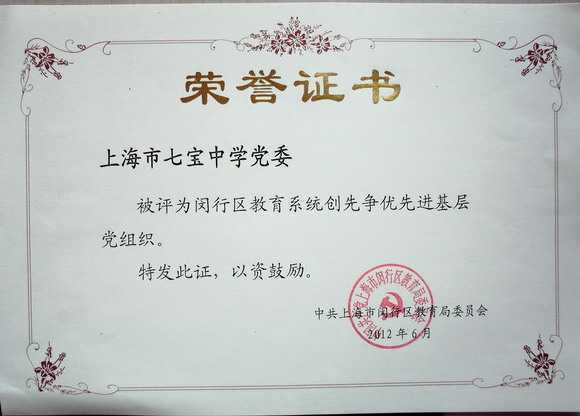 荣誉证书
上海市七宝中学党委
被评为闵行区教育系统创先争优先进基层
党组织。
特发此证，以资鼓励。
中共上海市闵行区教育局委员会
2012年6月